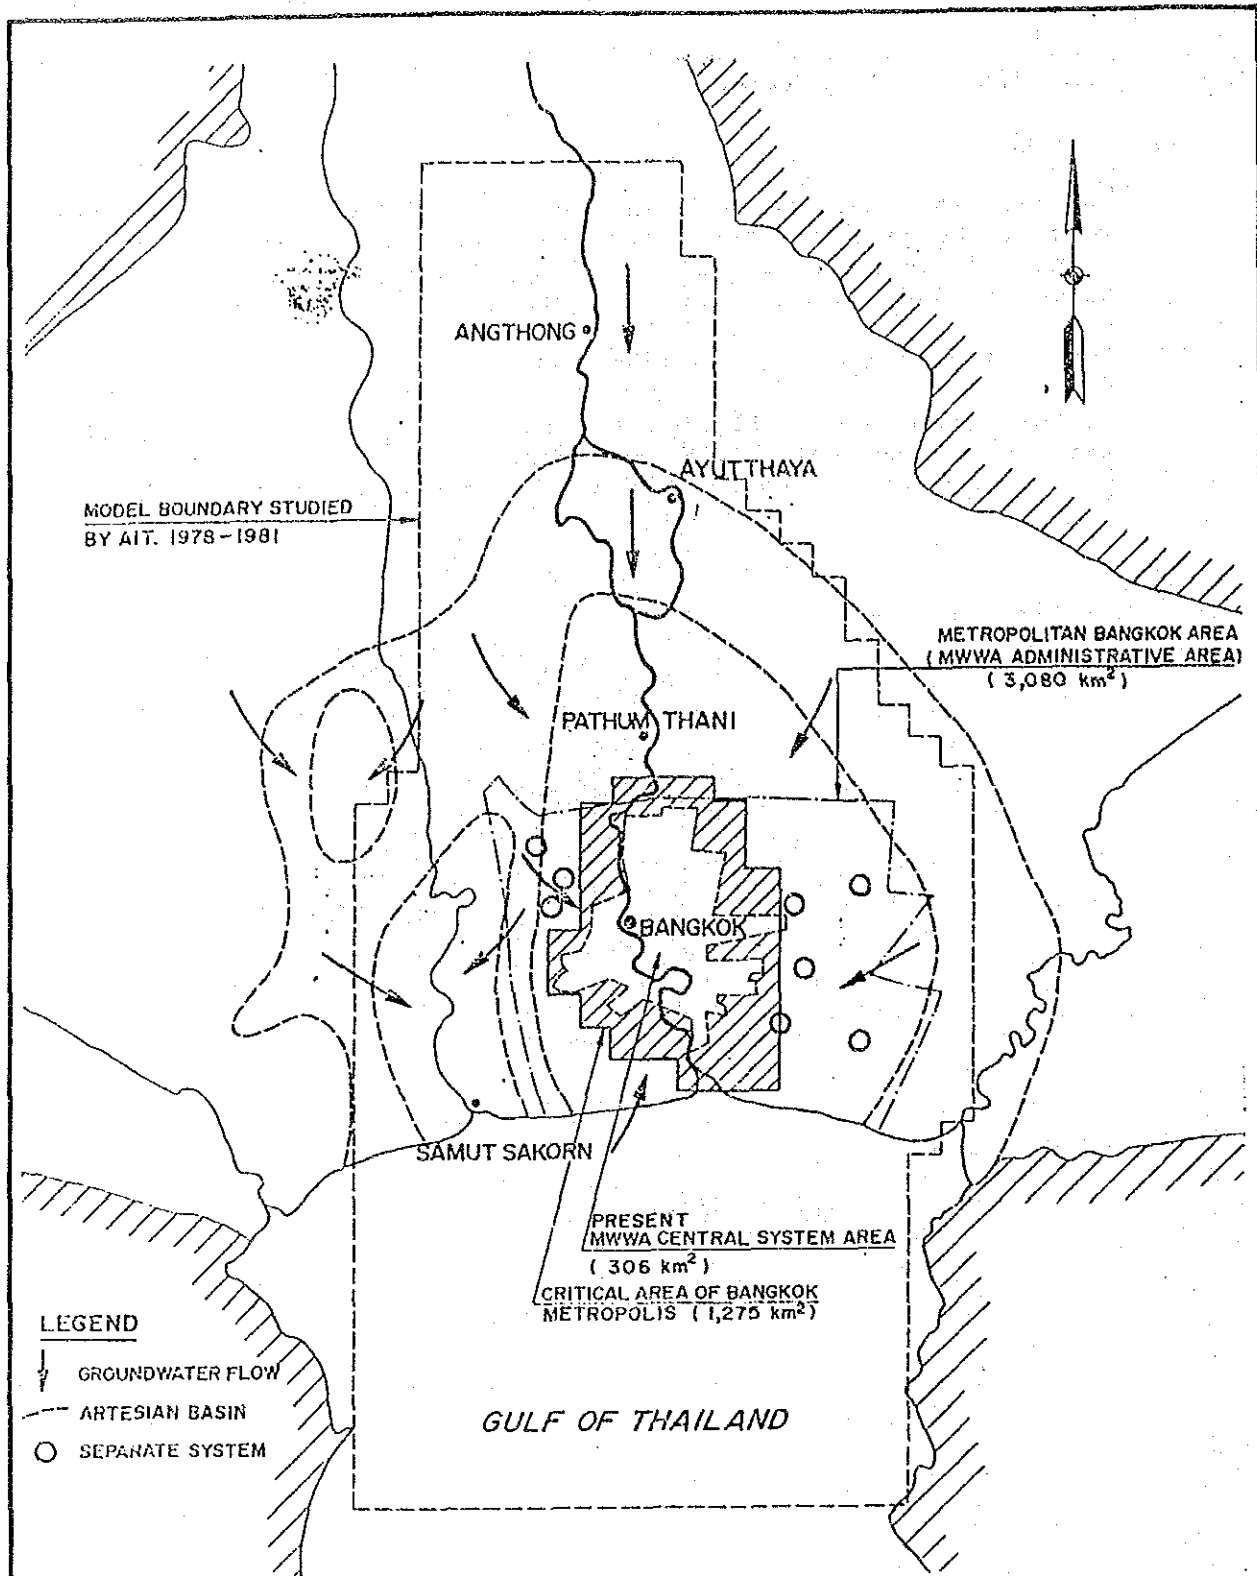 ANGTHONG
AYUTTHAYA
MODEL BOUNDARY STUDIED
BY AIT. 1978-1981
METROPOLITAN BANGKOK AREA
(MWWA ADMINISTRATIVE AREA)
( 3,080 km²)
PATHUM THANI
BANGKOK
SAMUT SAKORN
PRESENT
MWWA CENTRAL SYSTEM AREA
( 306 km²)
CRITICAL AREA OF BANGKOK
METROPOLIS (1,275 km²)
LEGEND
GROUNDWATER FLOW
ARTESIAN BASIN
SEPARATE SYSTEM
GULF OF THAILAND